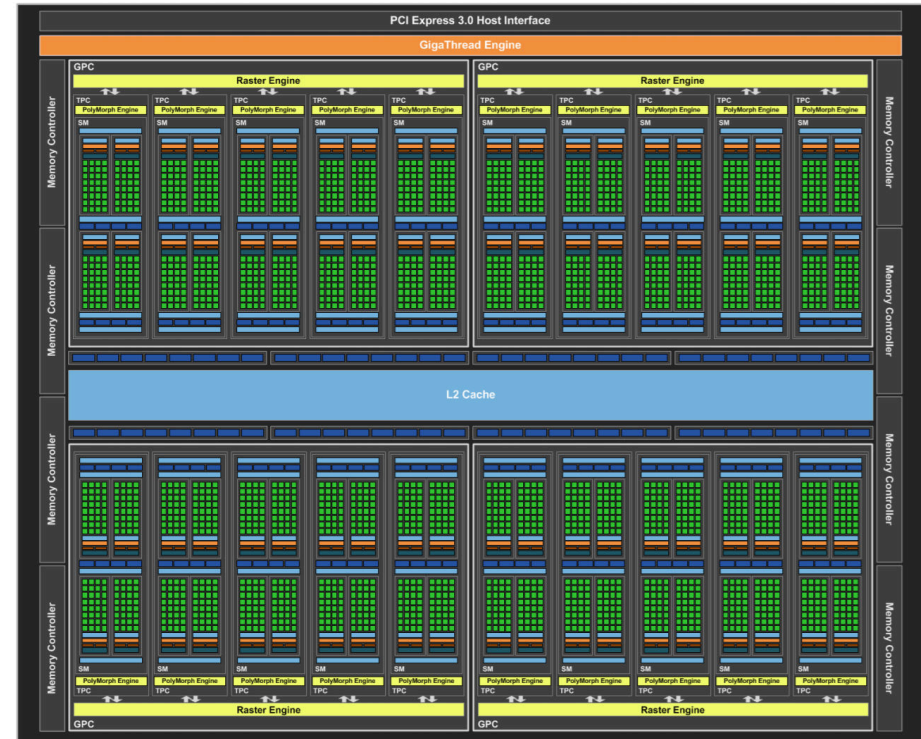 PCI Express 3.0 Host Interface
GigaThread Engine
GPC
GPC
Raster Engine
Raster Engine
TPC TPC TPC TPC TPC
TPC TPC TPC TPC TPC
PolyMorph Engine PolyMorph Engine PolyMorph Engine PolyMorph Engine PolyMorph Engine
PolyMorph Engine PolyMorph Engine PolyMorph Engine PolyMorph Engine PolyMorph Engine
SM SM SM SM SM
SM SM SM SM SM
Memory Controller
Memory Controller
Memory Controller
Memory Controller
L2 Cache
Memory Controller
Memory Controller
Memory Controller
Memory Controller
SM SM SM SM SM
SM SM SM SM SM
PolyMorph Engine PolyMorph Engine PolyMorph Engine PolyMorph Engine PolyMorph Engine
PolyMorph Engine PolyMorph Engine PolyMorph Engine PolyMorph Engine PolyMorph Engine
TPC TPC TPC TPC TPC
TPC TPC TPC TPC TPC
Raster Engine
Raster Engine
GPC
GPC